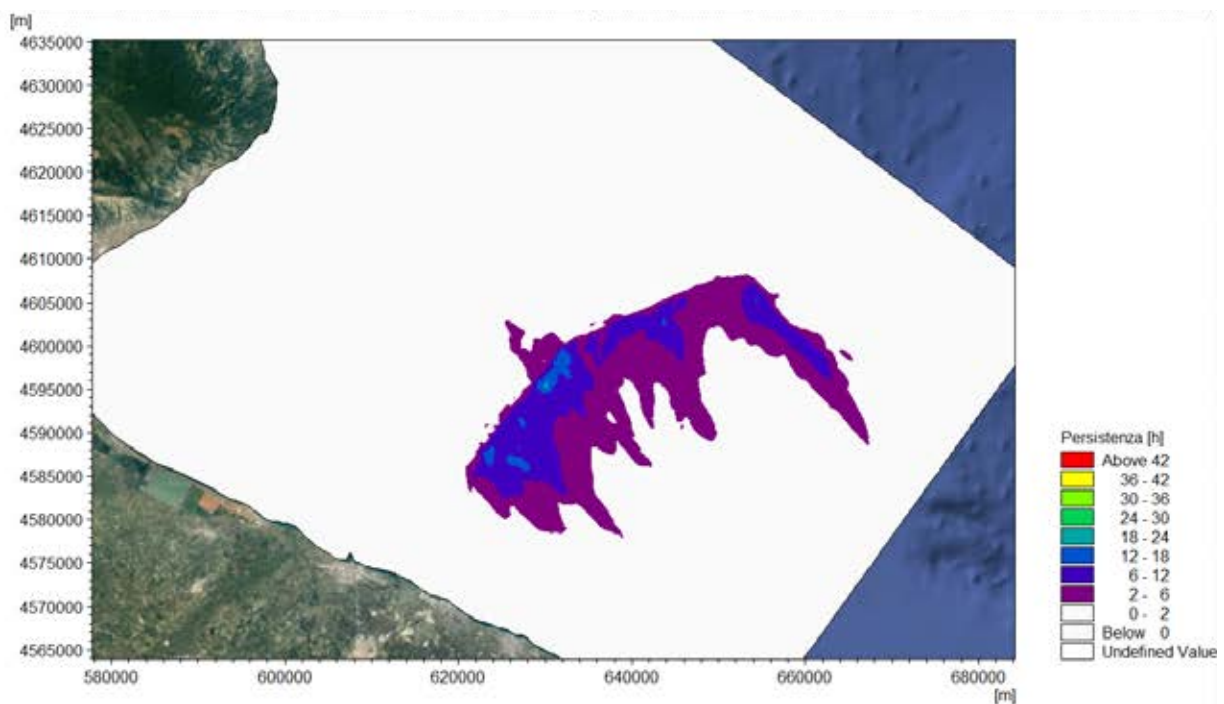 [m]
4635000
4630000
4625000
4620000
4615000
4610000
4605000
4600000
4595000
4590000
4585000
4580000
4575000
4570000
4565000
580000 600000 620000 640000 660000 680000
[m]
Persistenza [h]
Above 42
36 - 42
30 - 36
24 - 30
18 - 24
12 - 18
6 - 12
2 - 6
0 - 2
Below 0
Undefined Value